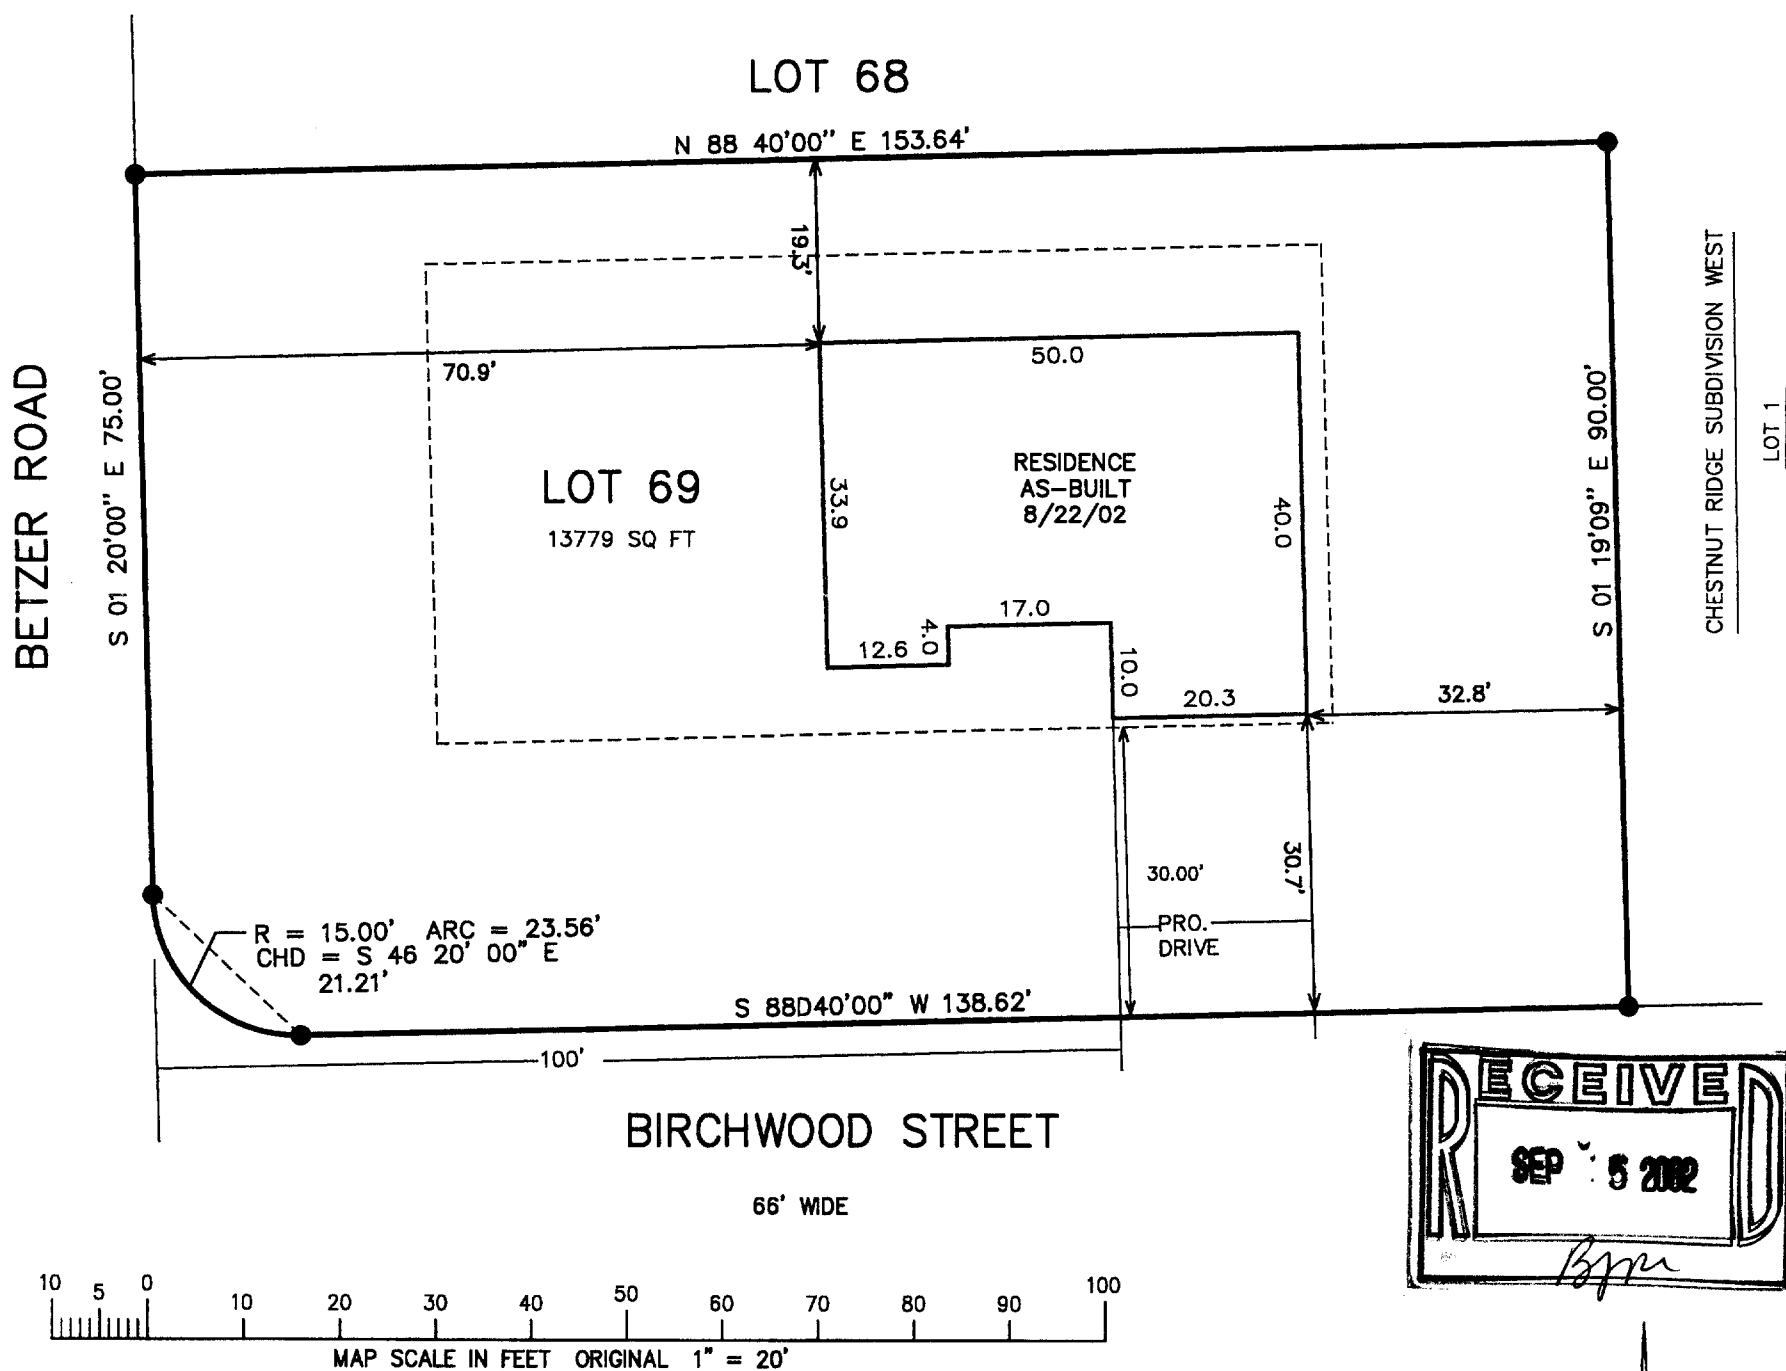 LOT 68
N 88 40'00" E 153.64'
19.3'
70.9'
50.0
BETZER ROAD
S 01 20'00" E 75.00'
LOT 69
13779 SQ FT
33.9
RESIDENCE
AS-BUILT
8/22/02
40.0
S 01 19'09" E 90.00'
CHESTNUT RIDGE SUBDIVISION WEST
LOT 1
12.6
4.0
17.0
10.0
20.3
32.8'
30.00'
30.7'
PRO.
DRIVE
R = 15.00' ARC = 23.56'
CHD = S 46 20' 00" E
21.21'
S 88D40'00" W 138.62'
100'
BIRCHWOOD STREET
66' WIDE
RECEIVED
SEP 5 2002
10 5 0 10 20 30 40 50 60 70 80 90 100
MAP SCALE IN FEET ORIGINAL 1" = 20'